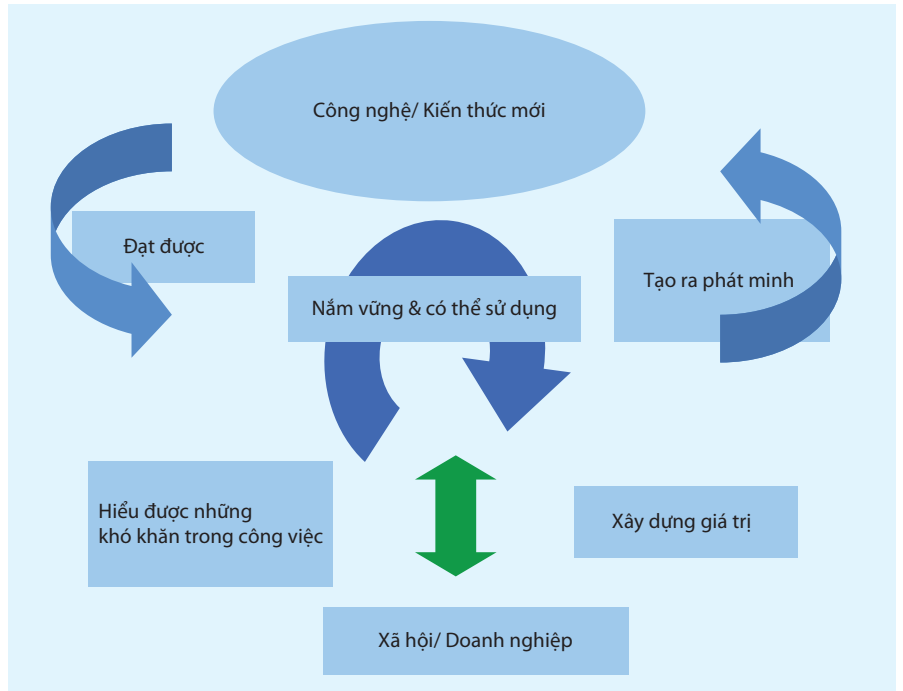 Công nghệ/ Kiến thức mới
Đạt được
Nắm vững & có thể sử dụng
Tạo ra phát minh
Hiểu được những
khó khăn trong công việc
Xây dựng giá trị
Xã hội/ Doanh nghiệp